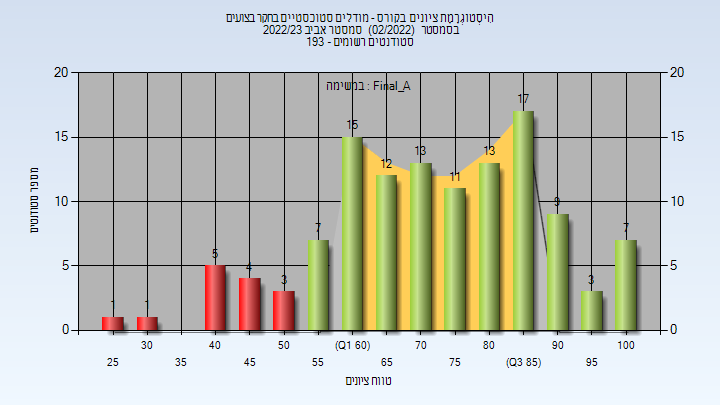 היסטוגרמת ציונים בקורס - מודלים סטוכסטיים בחקר בצועים
בסמסטר (02/2022) סמסטר אביב 2022/23
סטודנטים רשומים - 193
במשימה : Final_A
20 20
15 15
10 10
5 5
0 0
מספר סטודנטים
1 1 5 4 3 7 15 12 13 11 13 17 9 3 7
30 40 50 (Q1 60) 70 80 90 100
25 35 45 55 65 75 (Q3 85) 95
טווח ציונים